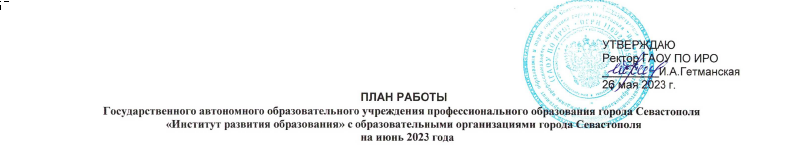 УТВЕРЖДАЮ
Ректор ГАОУ ПО ИРО
И.А.Гетманская
26 мая 2023 г.
ПЛАН РАБОТЫ
Государственного автономного образовательного учреждения профессионального образования города Севастополя
«Институт развития образования» с образовательными организациями города Севастополя
на июнь 2023 года